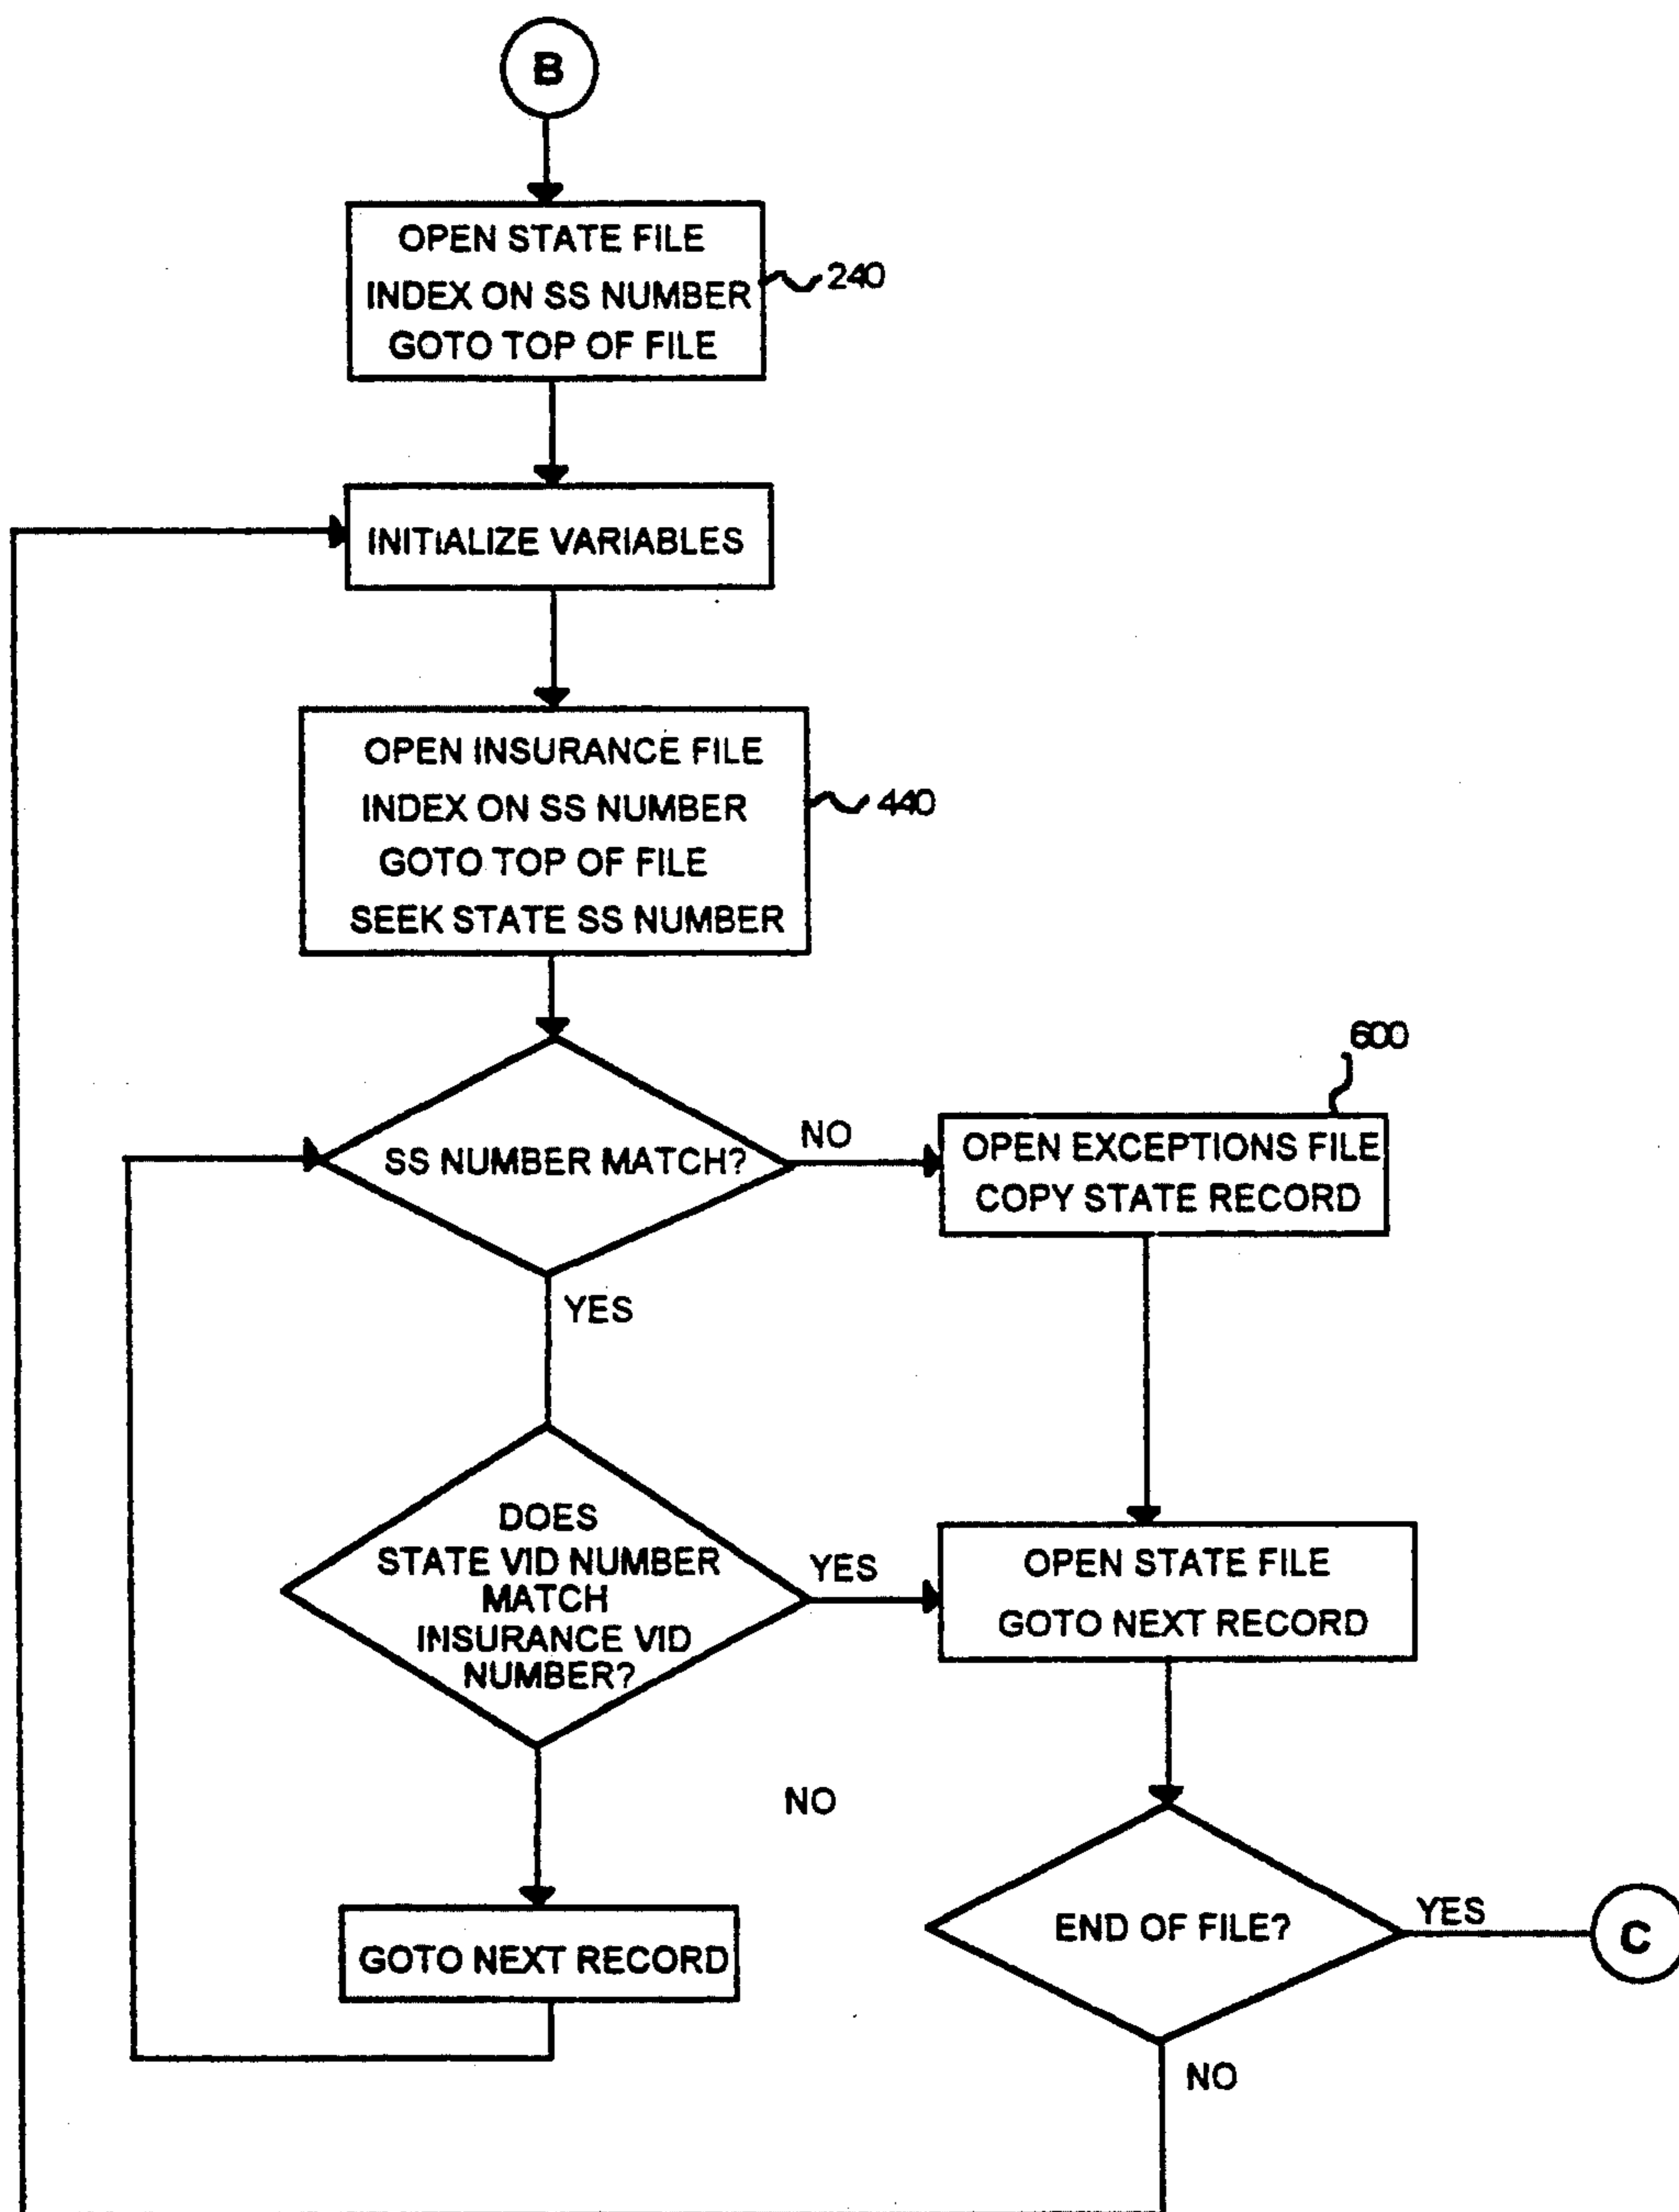 B
OPEN STATE FILE
INDEX ON SS NUMBER
GOTO TOP OF FILE
240
INITIALIZE VARIABLES
OPEN INSURANCE FILE
INDEX ON SS NUMBER
GOTO TOP OF FILE
SEEK STATE SS NUMBER
440
600
SS NUMBER MATCH?
NO
OPEN EXCEPTIONS FILE
COPY STATE RECORD
YES
DOES
STATE VID NUMBER
MATCH
INSURANCE VID
NUMBER?
YES
OPEN STATE FILE
GOTO NEXT RECORD
NO
GOTO NEXT RECORD
END OF FILE?
YES
C
NO